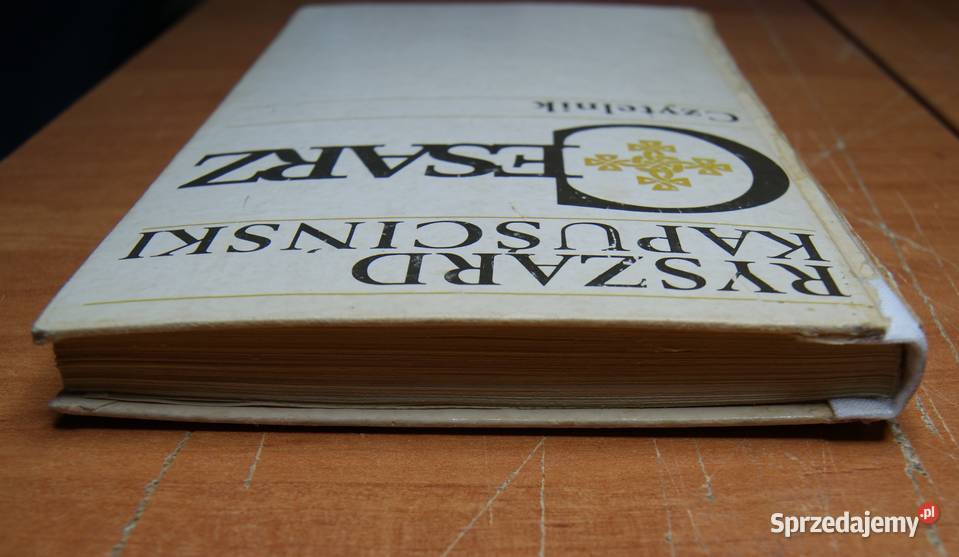 RYSZARD
KAPUŚCIŃSKI
CESARZ
Czytelnik
Sprzedajemy.pl